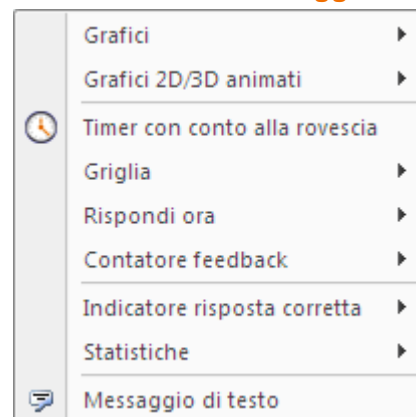 Grafici
Grafici 2D/3D animati
Timer con conto alla rovescia
Griglia
Rispondi ora
Contatore feedback
Indicatore risposta corretta
Statistiche
Messaggio di testo